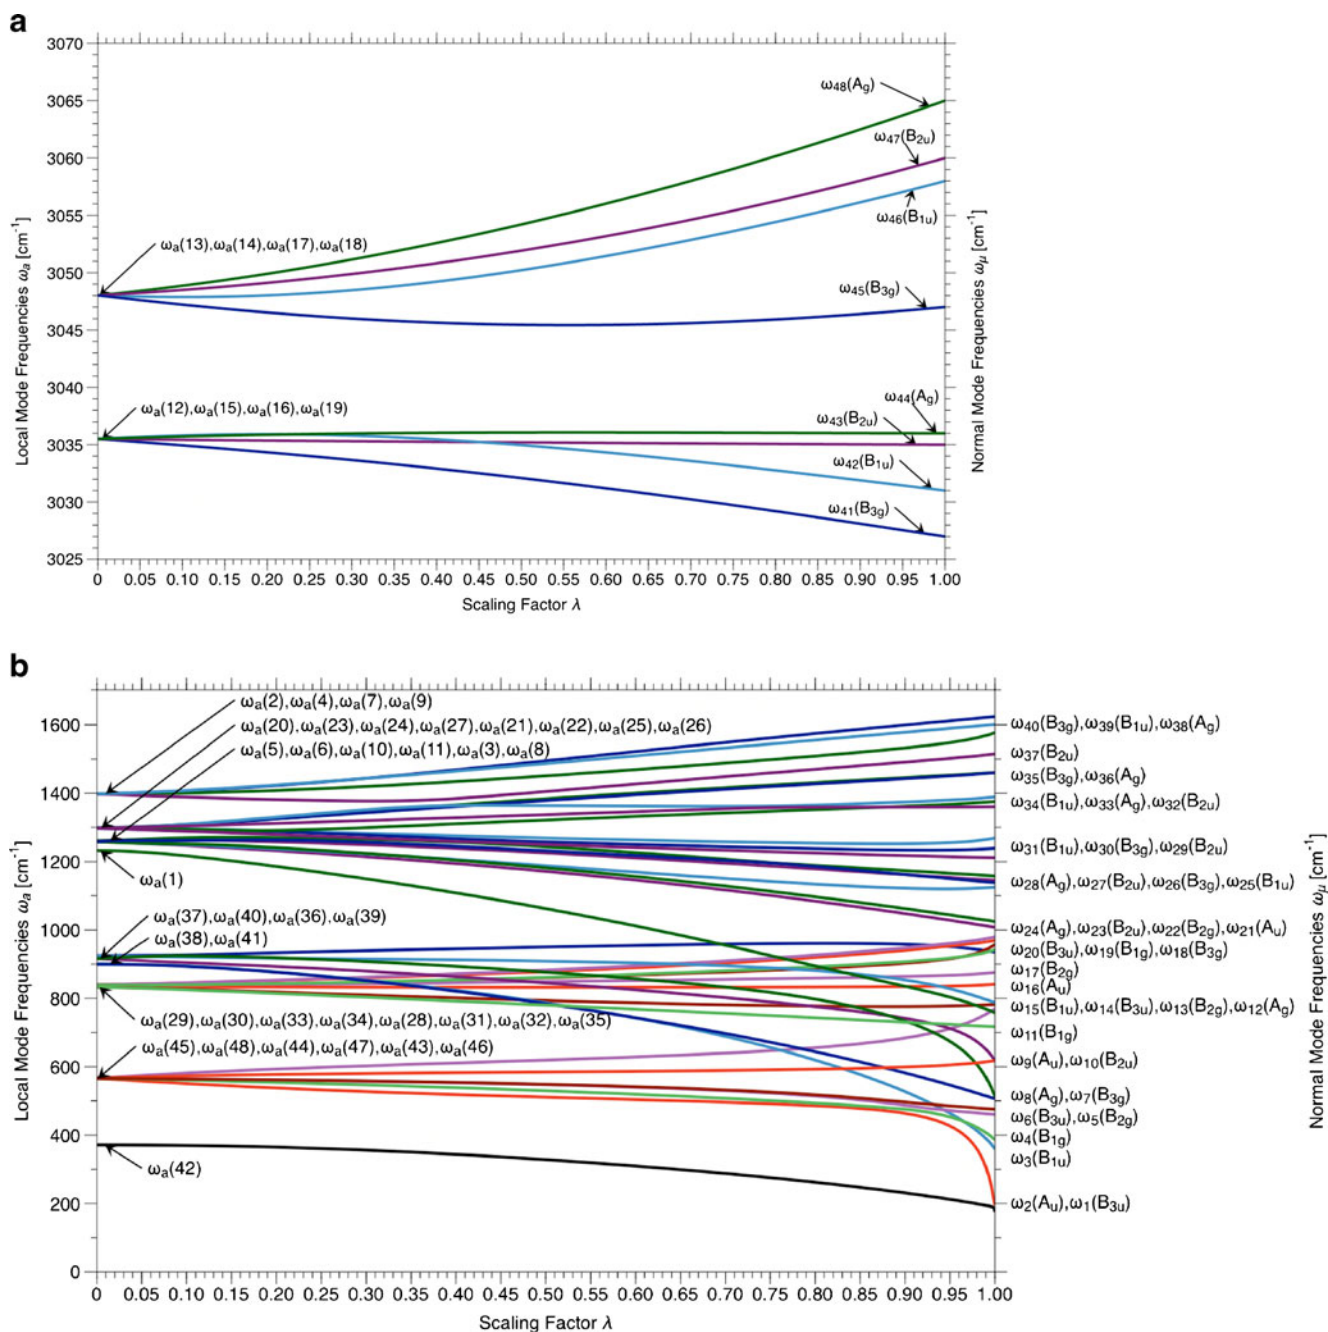 a
3070
3065
3060
3055
3050
3045
3040
3035
3030
3025
Local Mode Frequencies ωₐ [cm⁻¹]
ω₄₈(A_g)
ω₄₇(B₂ᵤ)
ω₄₆(B₁ᵤ)
ωₐ(13),ωₐ(14),ωₐ(17),ωₐ(18)
ω₄₅(B₃g)
ωₐ(12),ωₐ(15),ωₐ(16),ωₐ(19)
ω₄₄(A_g)
ω₄₃(B₂ᵤ)
ω₄₂(B₁ᵤ)
ω₄₁(B₃g)
Normal Mode Frequencies ω_μ [cm⁻¹]
0 0.05 0.10 0.15 0.20 0.25 0.30 0.35 0.40 0.45 0.50 0.55 0.60 0.65 0.70 0.75 0.80 0.85 0.90 0.95 1.00
Scaling Factor λ
b
1600
1400
1200
1000
800
600
400
200
0
Local Mode Frequencies ωₐ [cm⁻¹]
ωₐ(2),ωₐ(4),ωₐ(7),ωₐ(9)
ωₐ(20),ωₐ(23),ωₐ(24),ωₐ(27),ωₐ(21),ωₐ(22),ωₐ(25),ωₐ(26)
ωₐ(5),ωₐ(6),ωₐ(10),ωₐ(11),ωₐ(3),ωₐ(8)
ωₐ(1)
ωₐ(37),ωₐ(40),ωₐ(36),ωₐ(39)
ωₐ(38),ωₐ(41)
ωₐ(29),ωₐ(30),ωₐ(33),ωₐ(34),ωₐ(28),ωₐ(31),ωₐ(32),ωₐ(35)
ωₐ(45),ωₐ(48),ωₐ(44),ωₐ(47),ωₐ(43),ωₐ(46)
ωₐ(42)
ω₄₀(B₃g),ω₃₉(B₁ᵤ),ω₃₈(A_g)
ω₃₇(B₂ᵤ)
ω₃₅(B₃g),ω₃₆(A_g)
ω₃₄(B₁ᵤ),ω₃₃(A_g),ω₃₂(B₂ᵤ)
ω₃₁(B₁ᵤ),ω₃₀(B₃g),ω₂₉(B₂ᵤ)
ω₂₈(A_g),ω₂₇(B₂ᵤ),ω₂₆(B₃g),ω₂₅(B₁ᵤ)
ω₂₄(A_g),ω₂₃(B₂ᵤ),ω₂₂(B₂g),ω₂₁(Aᵤ)
ω₂₀(B₃ᵤ),ω₁₉(B₁g),ω₁₈(B₃g)
ω₁₇(B₂g)
ω₁₆(Aᵤ)
ω₁₅(B₁ᵤ),ω₁₄(B₃ᵤ),ω₁₃(B₂g),ω₁₂(A_g)
ω₁₁(B₁g)
ω₉(Aᵤ),ω₁₀(B₂ᵤ)
ω₈(A_g),ω₇(B₃g)
ω₆(B₃ᵤ),ω₅(B₂g)
ω₄(B₁g)
ω₃(B₁ᵤ)
ω₂(Aᵤ),ω₁(B₃ᵤ)
Normal Mode Frequencies ω_μ [cm⁻¹]
0 0.05 0.10 0.15 0.20 0.25 0.30 0.35 0.40 0.45 0.50 0.55 0.60 0.65 0.70 0.75 0.80 0.85 0.90 0.95 1.00
Scaling Factor λ